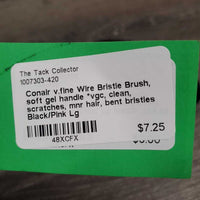 The Tack Collector
1007303-420
Conair v.fine Wire Bristle Brush,
soft gel handle *vgc, clean,
scratches, mnr hair, bent bristles
Black/Pink Lg
$7.25
48XCFX